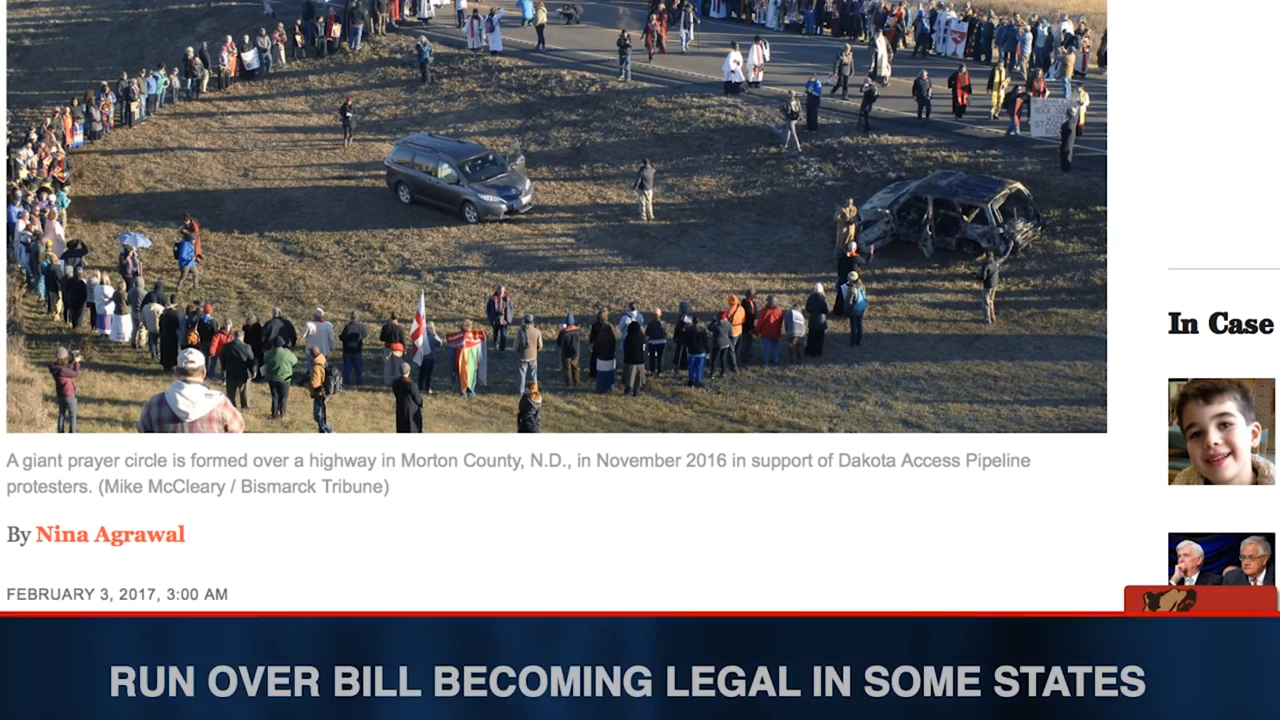 A giant prayer circle is formed over a highway in Morton County, N.D., in November 2016 in support of Dakota Access Pipeline
protesters. (Mike McCleary / Bismarck Tribune)
By Nina Agrawal
FEBRUARY 3, 2017, 3:00 AM
In Case
RUN OVER BILL BECOMING LEGAL IN SOME STATES